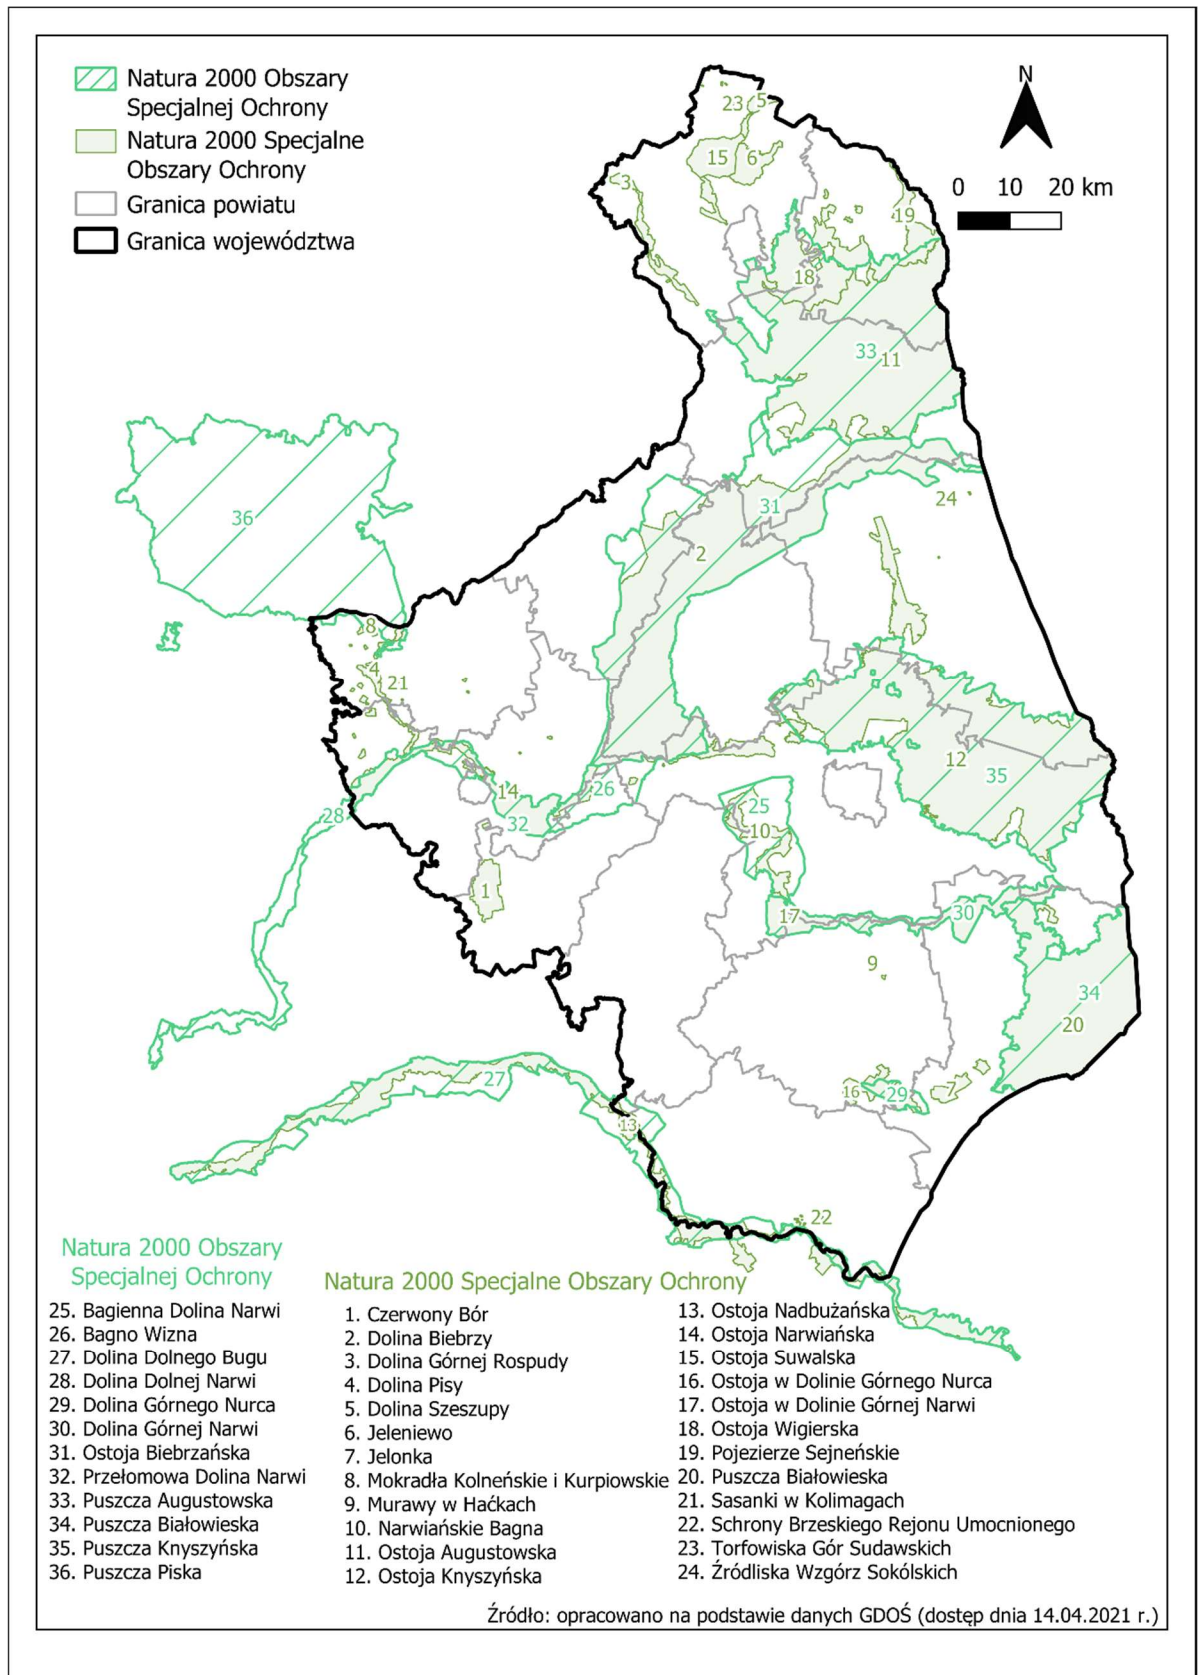 Natura 2000 Obszary
Specjalnej Ochrony
Natura 2000 Specjalne
Obszary Ochrony
Granica powiatu
Granica województwa
N
0 10 20 km
23 5
15 6
3
19
18
33 11
31
24
36
2
8
4
21
12 35
14
26
28
32
25
10
1
17
30
9
34
20
27
16 29 7
13
22
Natura 2000 Obszary
Specjalnej Ochrony
25. Bagienna Dolina Narwi
26. Bagno Wizna
27. Dolina Dolnego Bugu
28. Dolina Dolnej Narwi
29. Dolina Górnego Nurca
30. Dolina Górnej Narwi
31. Ostoja Biebrzańska
32. Przełomowa Dolina Narwi
33. Puszcza Augustowska
34. Puszcza Białowieska
35. Puszcza Knyszyńska
36. Puszcza Piska
Natura 2000 Specjalne Obszary Ochrony
1. Czerwony Bór
2. Dolina Biebrzy
3. Dolina Górnej Rospudy
4. Dolina Pisy
5. Dolina Szeszupy
6. Jeleniewo
7. Jelonka
8. Mokradła Kolneńskie i Kurpiowskie
9. Murawy w Haćkach
10. Narwiańskie Bagna
11. Ostoja Augustowska
12. Ostoja Knyszyńska
13. Ostoja Nadbużańska
14. Ostoja Narwiańska
15. Ostoja Suwalska
16. Ostoja w Dolinie Górnego Nurca
17. Ostoja w Dolinie Górnej Narwi
18. Ostoja Wigierska
19. Pojezierze Sejneńskie
20. Puszcza Białowieska
21. Sasanki w Kolimagach
22. Schrony Brzeskiego Rejonu Umocnionego
23. Torfowiska Gór Sudawskich
24. Źródliska Wzgórz Sokólskich
Źródło: opracowano na podstawie danych GDOŚ (dostęp dnia 14.04.2021 r.)